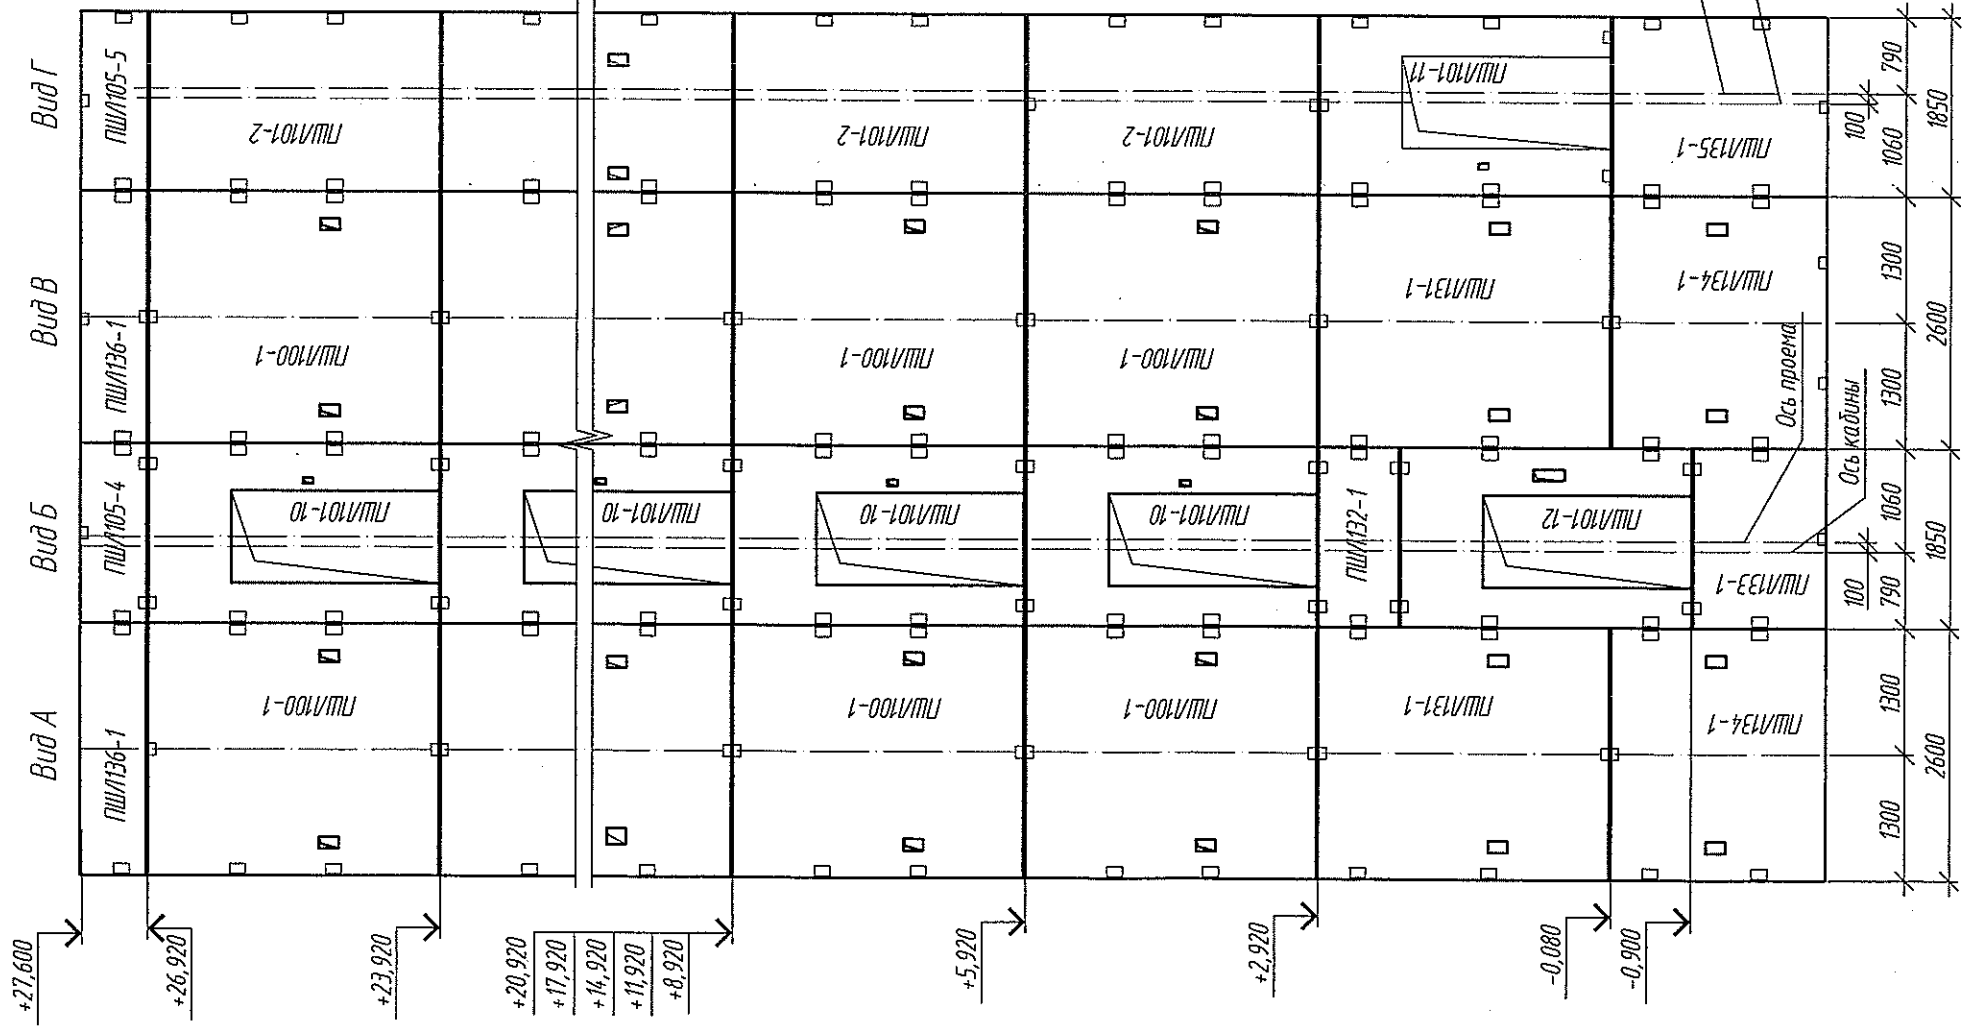 Вид А
Вид Б
Вид В
Вид Г
ПШЛ136-1
ПШЛ105-4
ПШЛ136-1
ПШЛ105-5
ПШЛ100-1
ПШЛ101-10
ПШЛ100-1
ПШЛ101-2
ПШЛ101-10
ПШЛ100-1
ПШЛ101-10
ПШЛ100-1
ПШЛ101-2
ПШЛ100-1
ПШЛ101-10
ПШЛ100-1
ПШЛ101-2
ПШЛ131-1
ПШЛ132-1
ПШЛ131-1
ПШЛ101-11
ПШЛ101-12
ПШЛ134-1
ПШЛ133-1
ПШЛ134-1
ПШЛ135-1
Ось проема
Ось кабины
+27,600
+26,920
+23,920
+20,920
+17,920
+14,920
+11,920
+8,920
+5,920
+2,920
-0,080
-0,900
100
100
1300
1300
790
1060
1300
1300
1060
790
2600
1850
2600
1850